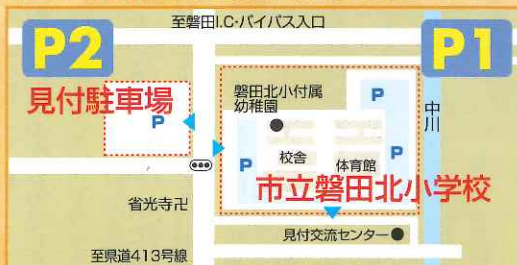 至磐田I.C・バイパス入口
P2
P1
見付駐車場
P
磐田北小付属
幼稚園
P
中川
P
校舎
体育館
P
市立磐田北小学校
省光寺卍
見付交流センター●
至県道413号線